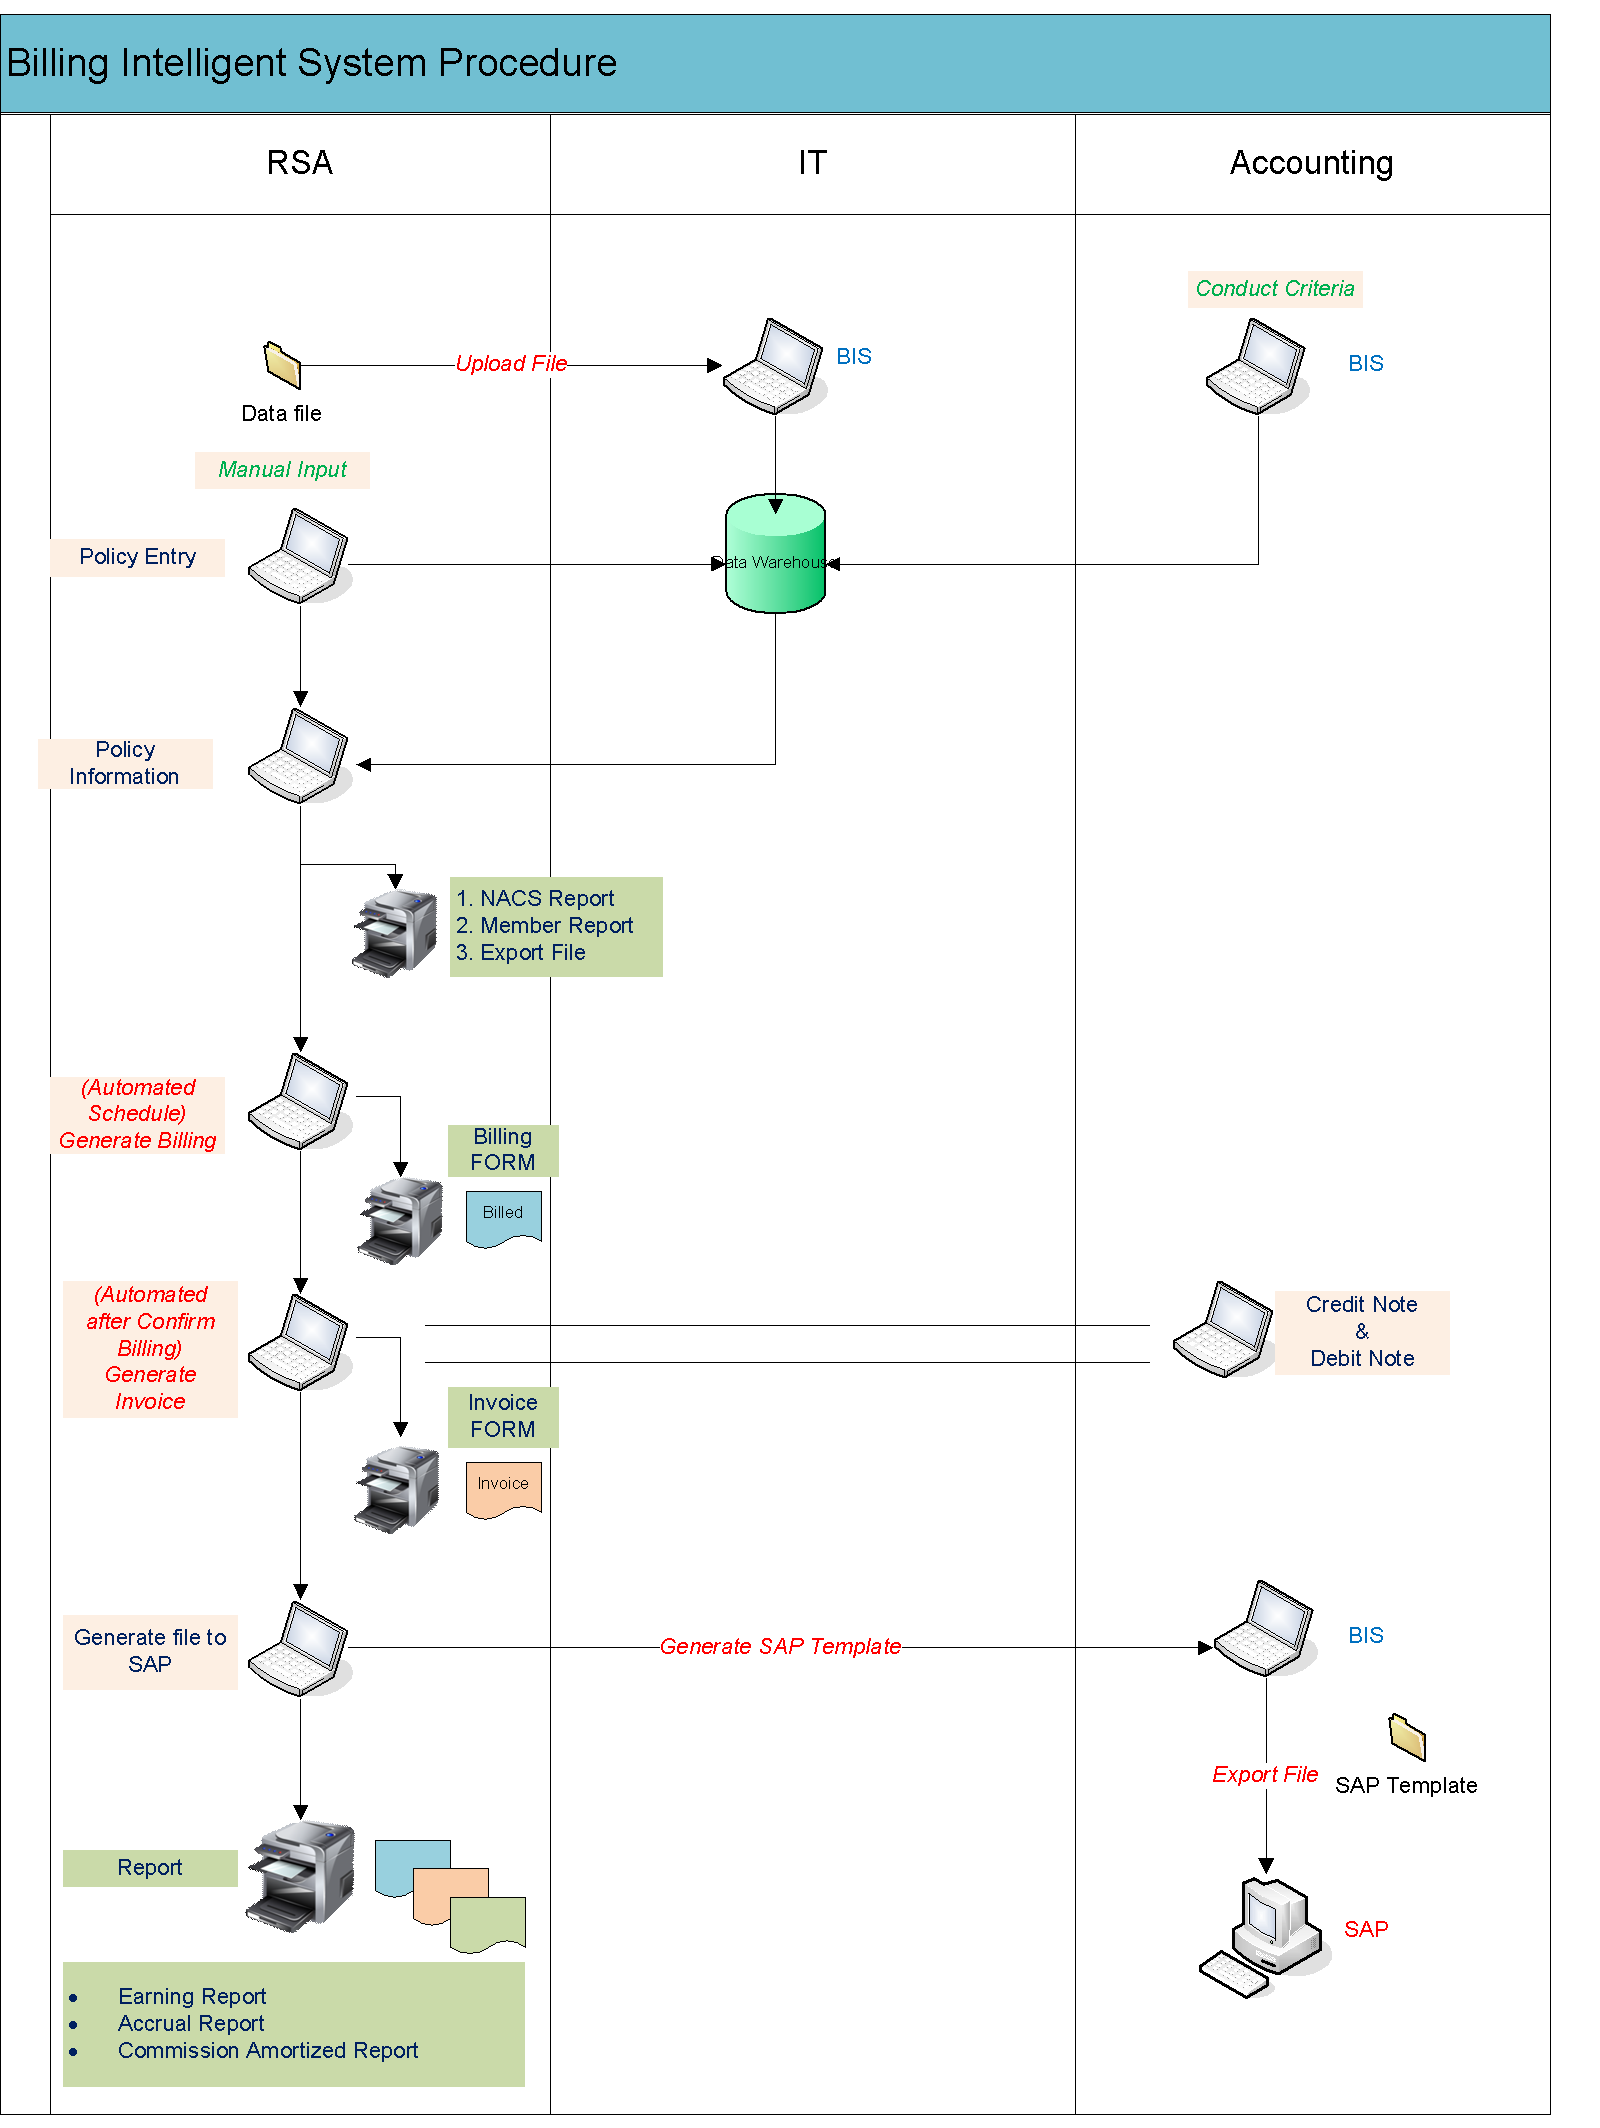 Billing Intelligent System Procedure
RSA
IT
Accounting
Conduct Criteria
Upload File
BIS
BIS
Data file
Manual Input
Policy Entry
Data Warehouse
Policy
Information
1. NACS Report
2. Member Report
3. Export File
(Automated
Schedule)
Generate Billing
Billing
FORM
Billed
(Automated
after Confirm
Billing)
Generate
Invoice
Credit Note
&
Debit Note
Invoice
FORM
Invoice
Generate file to
SAP
Generate SAP Template
BIS
Export File
SAP Template
Report
SAP
• Earning Report
• Accrual Report
• Commission Amortized Report